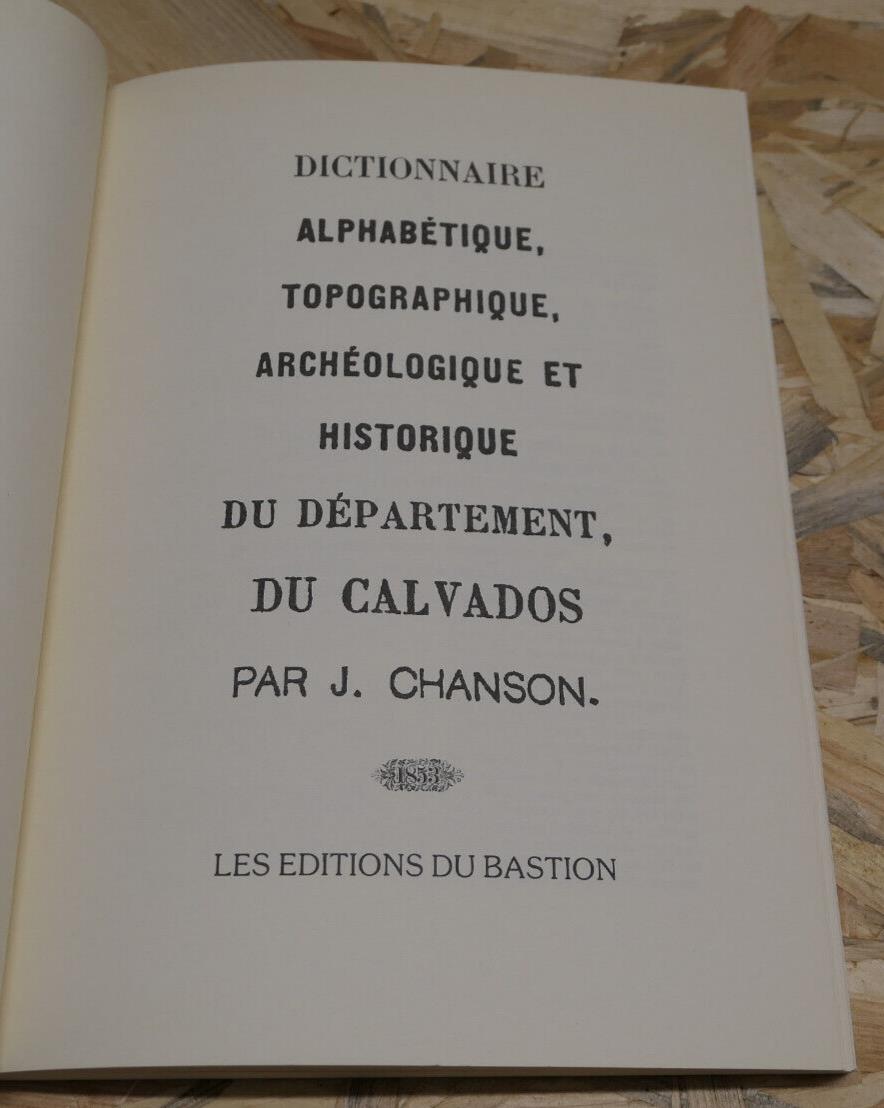 DICTIONNAIRE
ALPHABÉTIQUE,
TOPOGRAPHIQUE,
ARCHÉOLOGIQUE ET
HISTORIQUE
DU DÉPARTEMENT,
DU CALVADOS
PAR J. CHANSON.
1853
LES EDITIONS DU BASTION